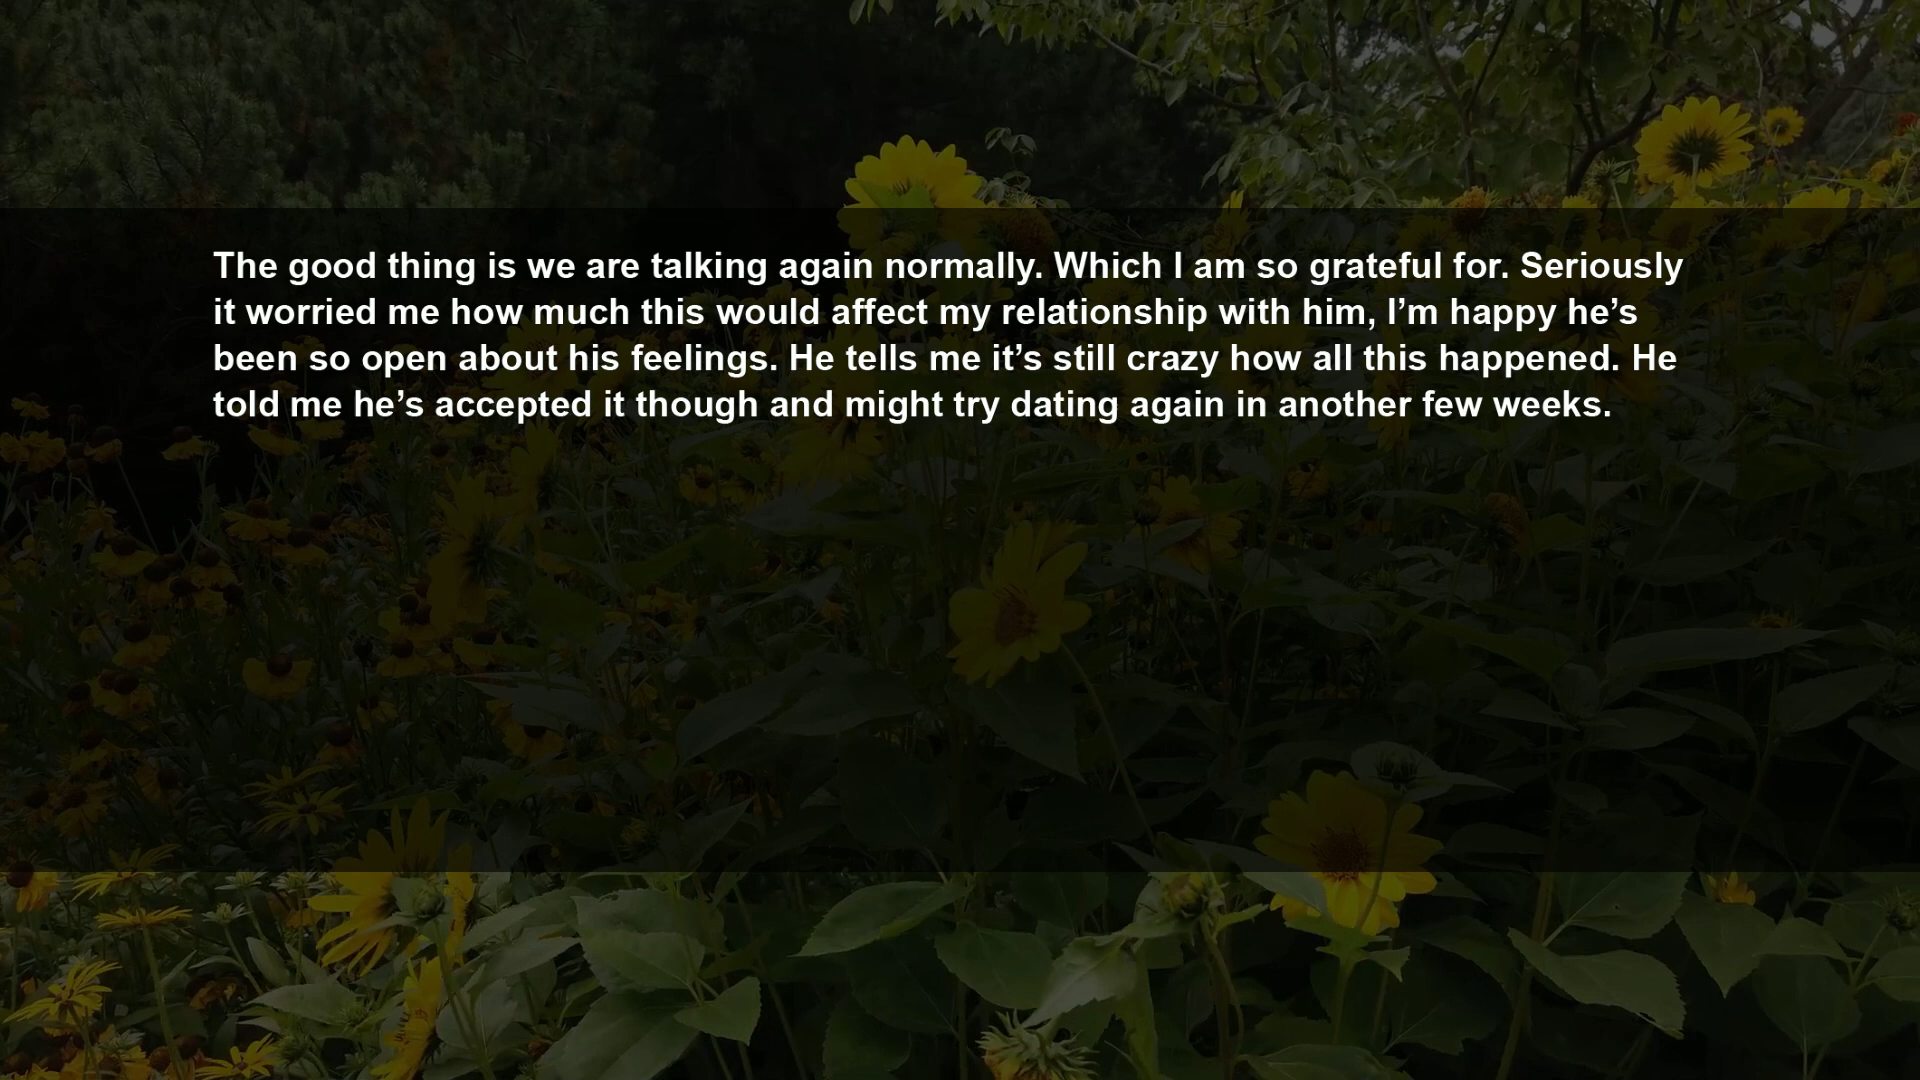 The good thing is we are talking again normally. Which I am so grateful for. Seriously
it worried me how much this would affect my relationship with him, I’m happy he’s
been so open about his feelings. He tells me it’s still crazy how all this happened. He
told me he’s accepted it though and might try dating again in another few weeks.